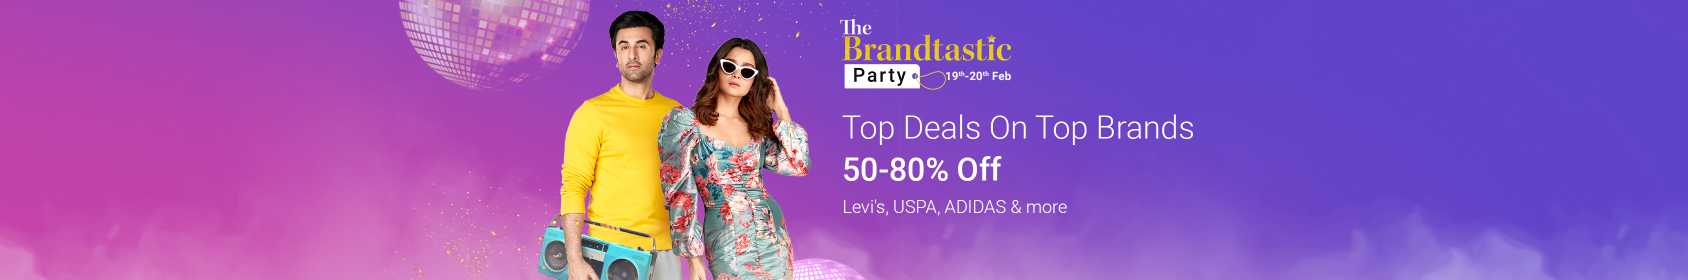 The
Brandtastic
Party
19th-20th Feb
Top Deals On Top Brands
50-80% Off
Levi's, USPA, ADIDAS & more